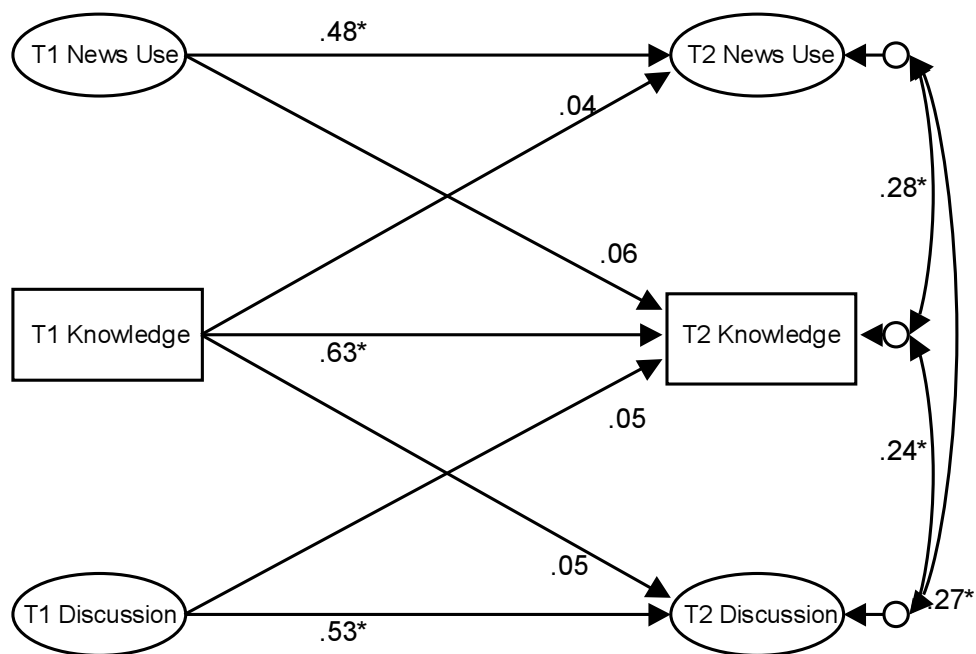 .48*
T1 News Use
T2 News Use
.04
.28*
.06
T1 Knowledge
T2 Knowledge
.63*
.05
.24*
.05
T1 Discussion
T2 Discussion
.27*
.53*